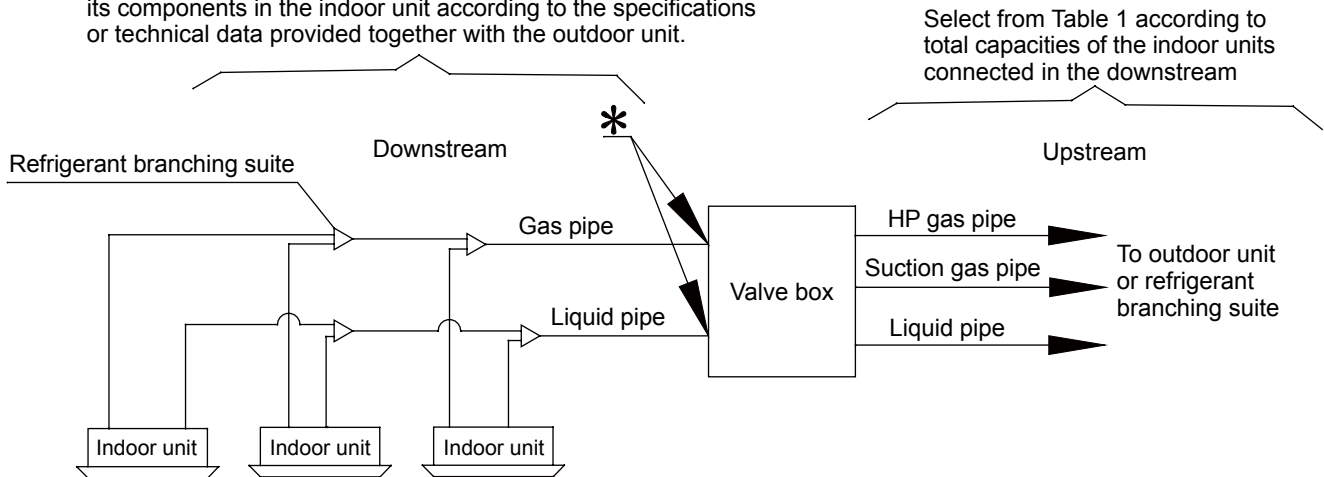 its components in the indoor unit according to the specifications
or technical data provided together with the outdoor unit.
Select from Table 1 according to
total capacities of the indoor units
connected in the downstream
*
Downstream
Upstream
Refrigerant branching suite
Gas pipe
HP gas pipe
Suction gas pipe
To outdoor unit
or refrigerant
branching suite
Valve box
Liquid pipe
Liquid pipe
Indoor unit
Indoor unit
Indoor unit